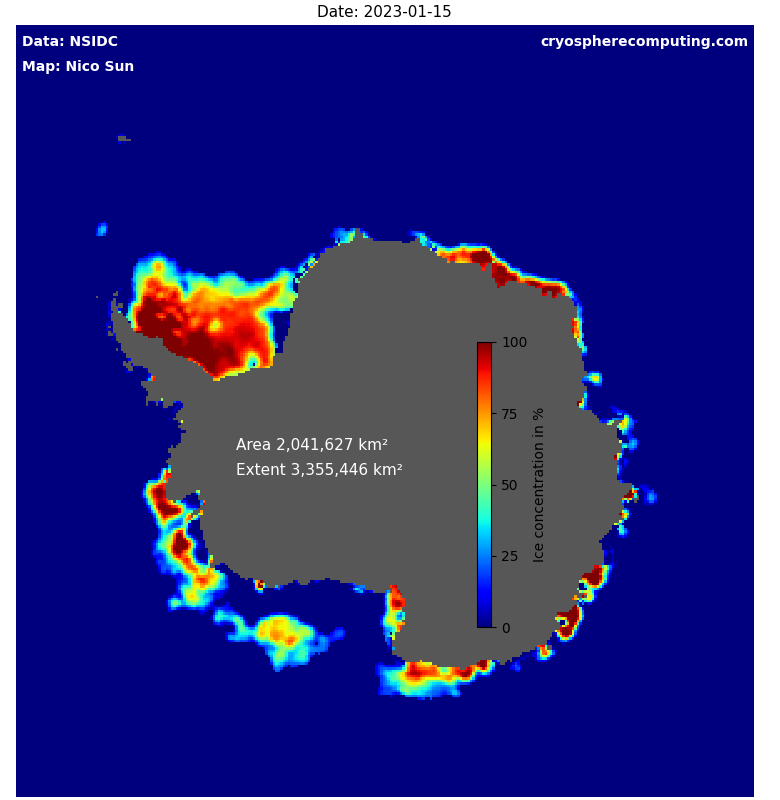 Date: 2023-01-15
Data: NSIDC
cryospherecomputing.com
Map: Nico Sun
100
75
50
25
0
Ice concentration in %
Area 2,041,627 km²
Extent 3,355,446 km²